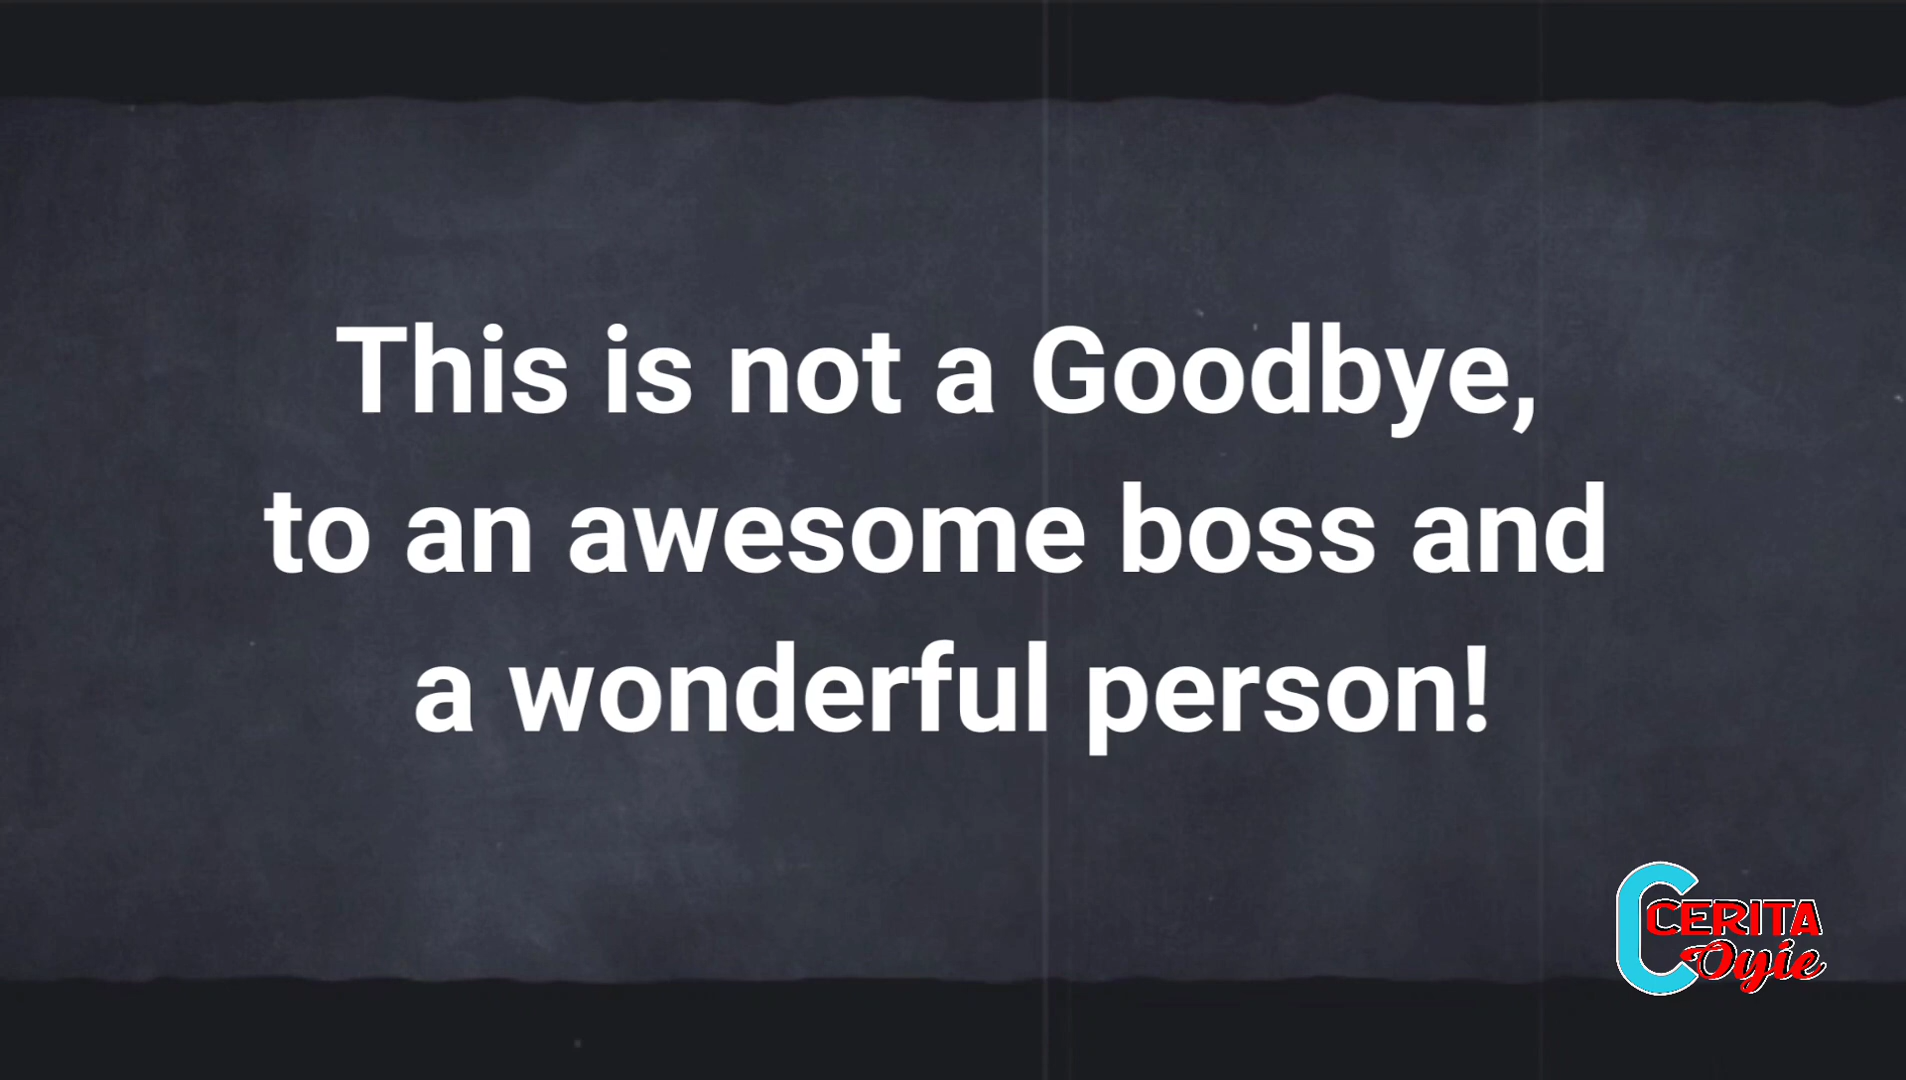 This is not a Goodbye,
to an awesome boss and
a wonderful person!
CERITA
Oyie